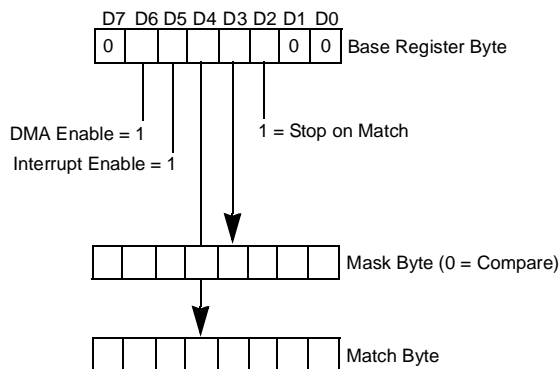 D7 D6 D5 D4 D3 D2 D1 D0
0 0 0 Base Register Byte
DMA Enable = 1
1 = Stop on Match
Interrupt Enable = 1
Mask Byte (0 = Compare)
Match Byte